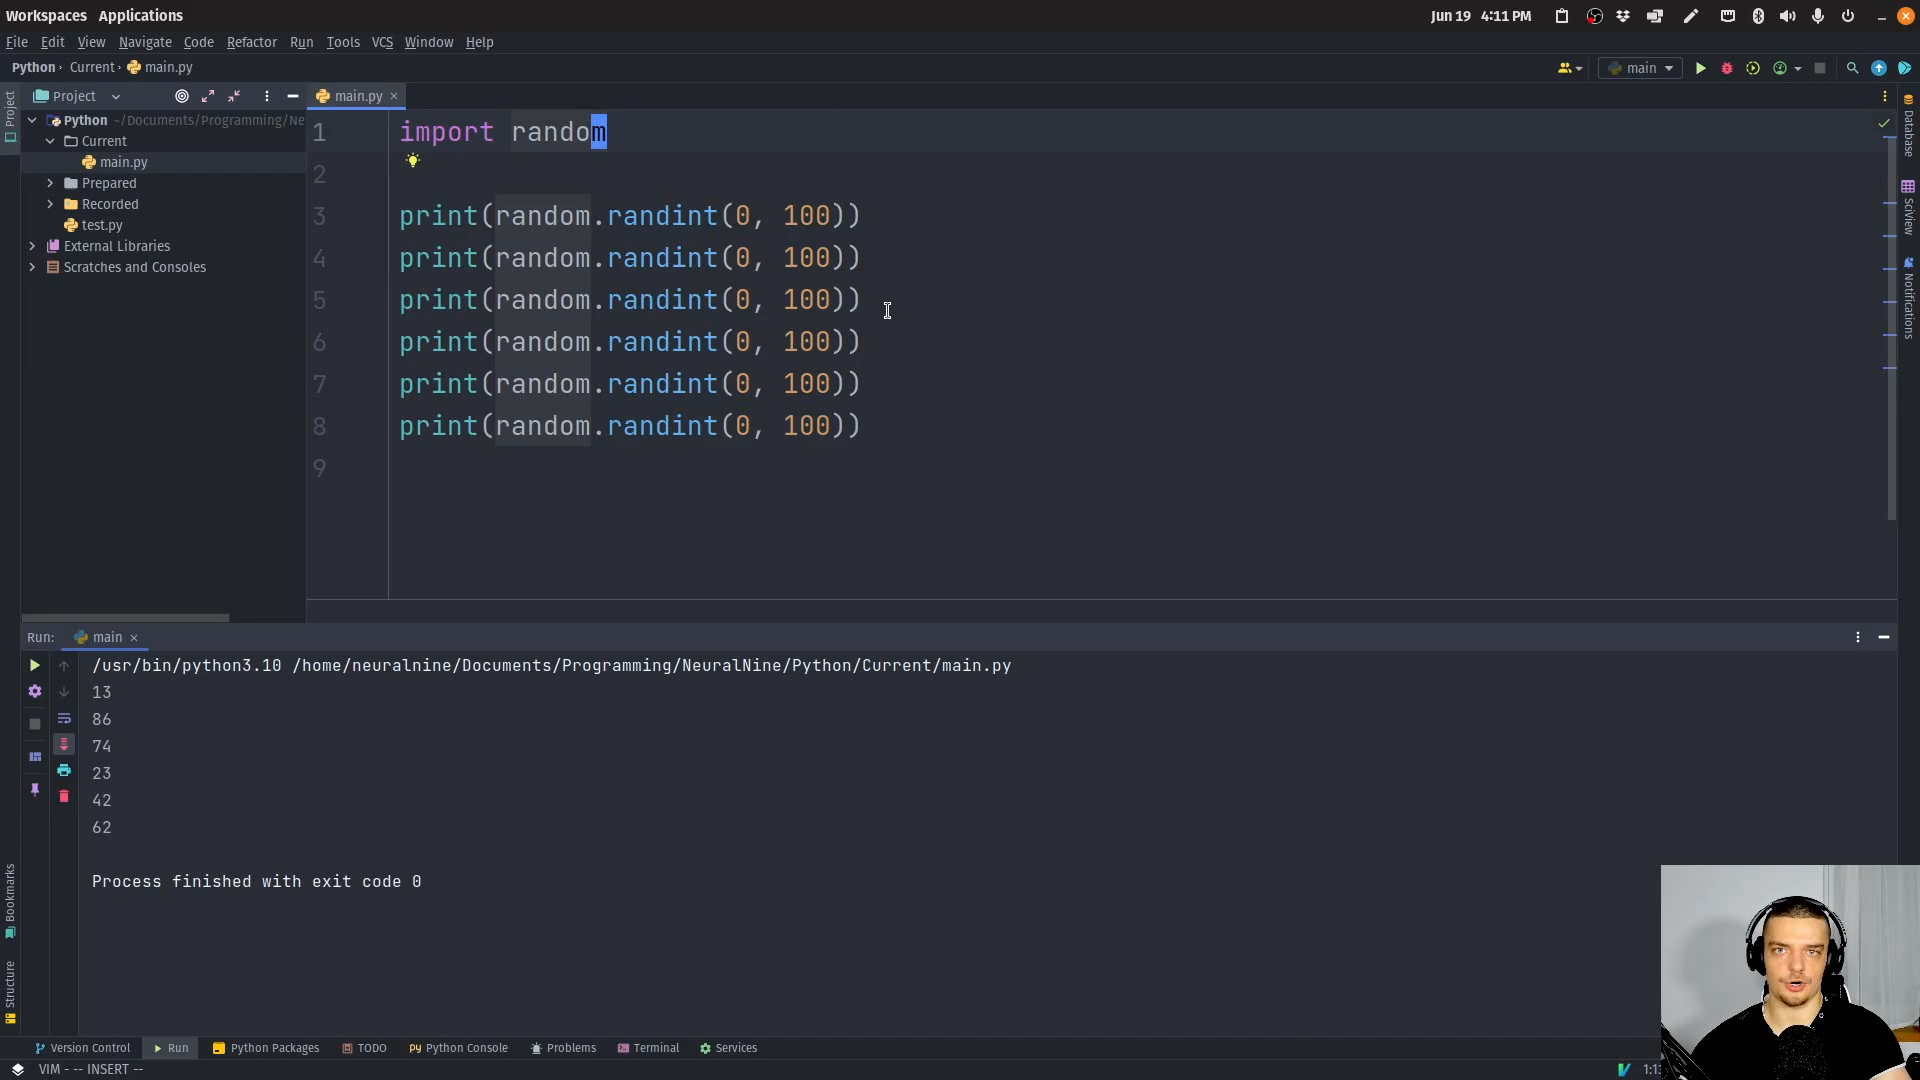 Workspaces Applications
Jun 19 4:11 PM
File Edit View Navigate Code Refactor Run Tools VCS Window Help
Python › Current › main.py
main
Project
main.py
Python ~/Documents/Programming/Ne
Current
main.py
Prepared
Recorded
test.py
External Libraries
Scratches and Consoles
1 import random
2
3 print(random.randint(0, 100))
4 print(random.randint(0, 100))
5 print(random.randint(0, 100))
6 print(random.randint(0, 100))
7 print(random.randint(0, 100))
8 print(random.randint(0, 100))
9
Project
Database
SciView
Notifications
Run: main
/usr/bin/python3.10 /home/neuralnine/Documents/Programming/NeuralNine/Python/Current/main.py
13
86
74
23
42
62
Process finished with exit code 0
Bookmarks
Structure
Version Control Run Python Packages TODO Python Console Problems Terminal Services
VIM - -- INSERT --